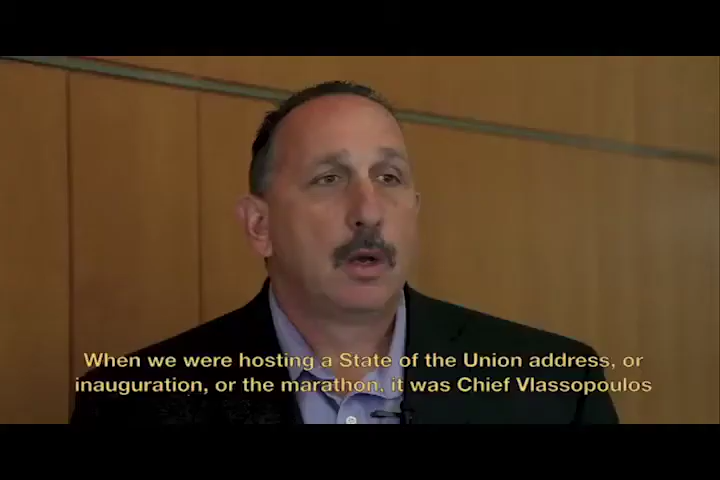 When we were hosting a State of the Union address, or
inauguration, or the marathon, it was Chief Vlassopoulos